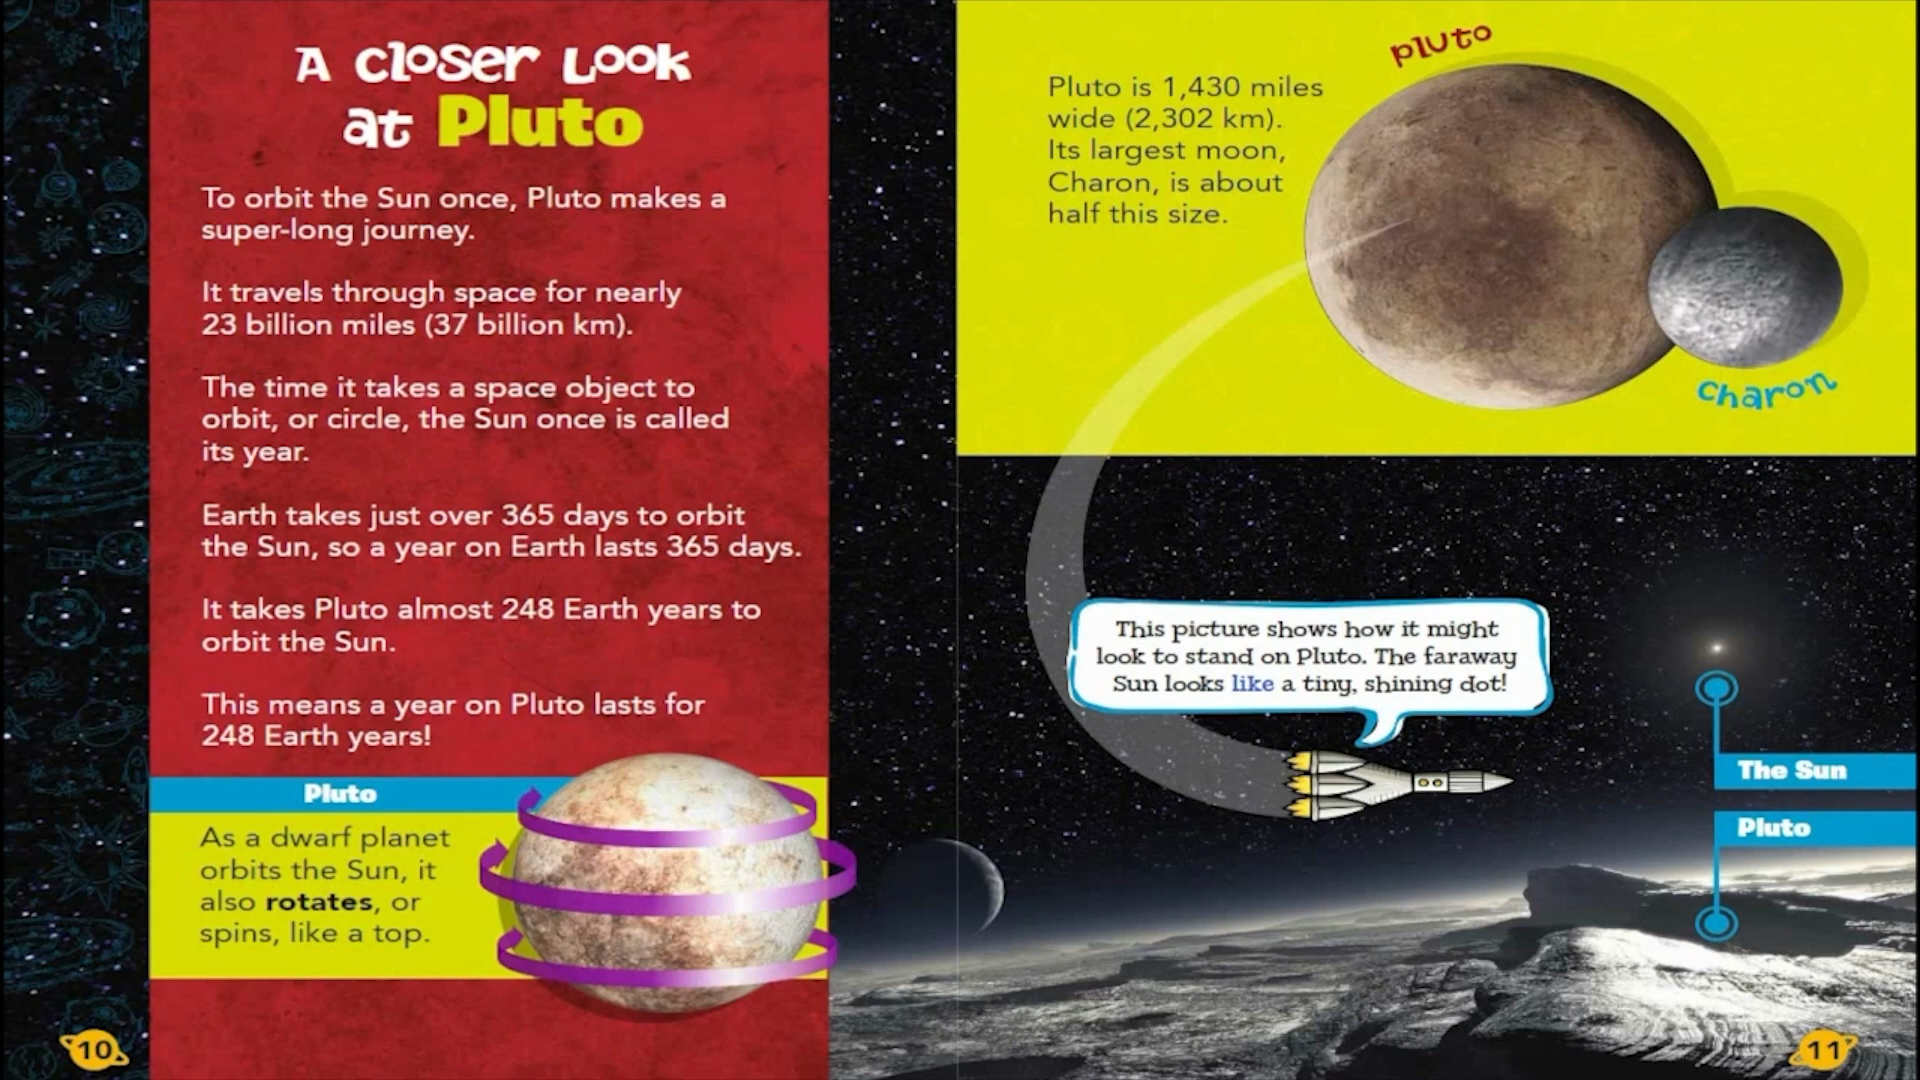 A Closer Look
at Pluto
To orbit the Sun once, Pluto makes a
super-long journey.
It travels through space for nearly
23 billion miles (37 billion km).
The time it takes a space object to
orbit, or circle, the Sun once is called
its year.
Earth takes just over 365 days to orbit
the Sun, so a year on Earth lasts 365 days.
It takes Pluto almost 248 Earth years to
orbit the Sun.
This means a year on Pluto lasts for
248 Earth years!
Pluto
As a dwarf planet
orbits the Sun, it
also rotates, or
spins, like a top.
10
Pluto is 1,430 miles
wide (2,302 km).
Its largest moon,
Charon, is about
half this size.
Pluto
Charon
This picture shows how it might
look to stand on Pluto. The faraway
Sun looks like a tiny, shining dot!
The Sun
Pluto
11